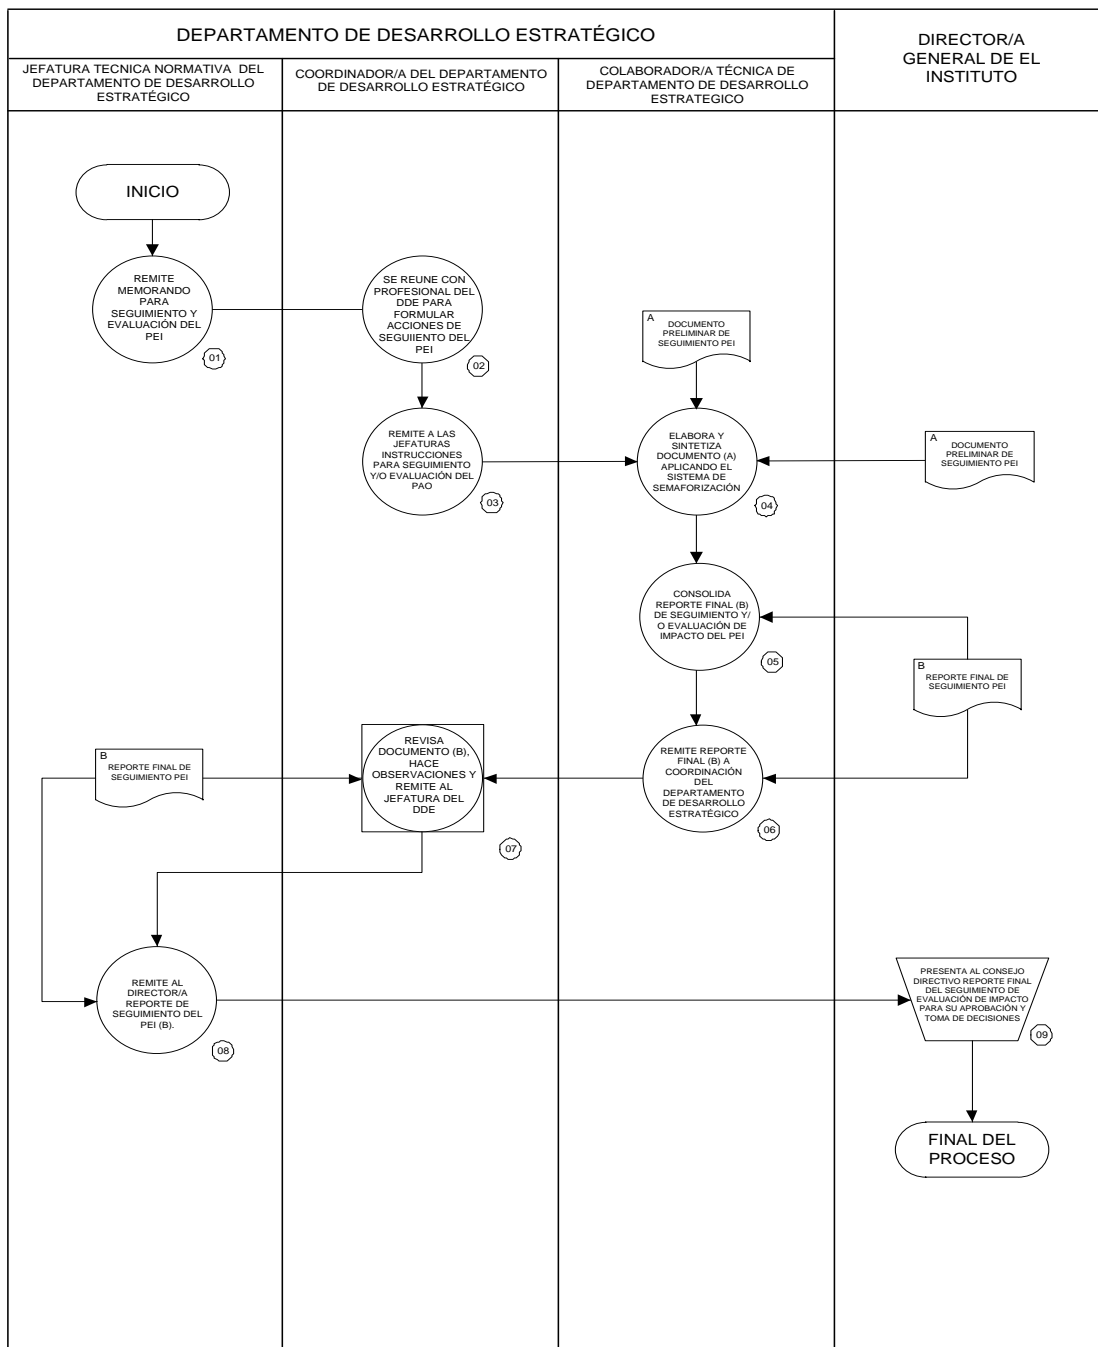 DEPARTAMENTO DE DESARROLLO ESTRATÉGICO
DIRECTOR/A
GENERAL DE EL
INSTITUTO
JEFATURA TECNICA NORMATIVA DEL
DEPARTAMENTO DE DESARROLLO
ESTRATÉGICO
COORDINADOR/A DEL DEPARTAMENTO
DE DESARROLLO ESTRATÉGICO
COLABORADOR/A TÉCNICA DE
DEPARTAMENTO DE DESARROLLO
ESTRATEGICO
INICIO
REMITE
MEMORANDO
PARA
SEGUIMIENTO Y
EVALUACIÓN DEL
PEI
01
SE REUNE CON
PROFESIONAL DEL
DDE PARA
FORMULAR
ACCIONES DE
SEGUIIENTO DEL
PEI
02
A
DOCUMENTO
PRELIMINAR DE
SEGUIMIENTO PEI
REMITE A LAS
JEFATURAS
INSTRUCCIONES
PARA SEGUIMIENTO
Y/O EVALUACIÓN DEL
PAO
03
ELABORA Y
SINTETIZA
DOCUMENTO (A)
APLICANDO EL
SISTEMA DE
SEMAFORIZACIÓN
04
A
DOCUMENTO
PRELIMINAR DE
SEGUIMIENTO PEI
CONSOLIDA
REPORTE FINAL (B)
DE SEGUIMIENTO Y/
O EVALUACIÓN DE
IMPACTO DEL PEI
05
B
REPORTE FINAL DE
SEGUIMIENTO PEI
B
REPORTE FINAL DE
SEGUIMIENTO PEI
REVISA
DOCUMENTO (B),
HACE
OBSERVACIONES Y
REMITE AL
JEFATURA DEL
DDE
07
REMITE REPORTE
FINAL (B) A
COORDINACIÓN
DEL
DEPARTAMENTO
DE DESARROLLO
ESTRATÉGICO
06
REMITE AL
DIRECTOR/A
REPORTE DE
SEGUIMIENTO DEL
PEI (B).
08
PRESENTA AL CONSEJO
DIRECTIVO REPORTE FINAL
DEL SEGUIMIENTO DE
EVALUACIÓN DE IMPACTO
PARA SU APROBACIÓN Y
TOMA DE DECISIONES
09
FINAL DEL
PROCESO